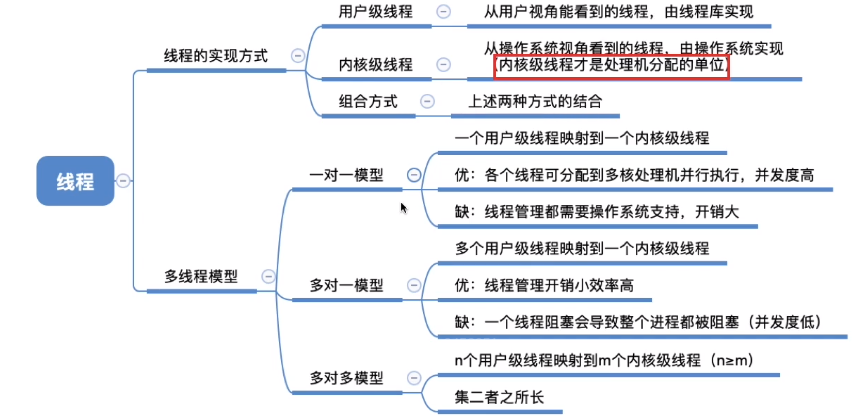 线程
线程的实现方式
用户级线程
从用户视角能看到的线程，由线程库实现
内核级线程
从操作系统视角看到的线程，由操作系统实现
（内核级线程才是处理机分配的单位）
组合方式
上述两种方式的结合
多线程模型
一对一模型
一个用户级线程映射到一个内核级线程
优：各个线程可分配到多核处理机并行执行，并发度高
缺：线程管理都需要操作系统支持，开销大
多对一模型
多个用户级线程映射到一个内核级线程
优：线程管理开销小效率高
缺：一个线程阻塞会导致整个进程都被阻塞（并发度低）
多对多模型
n个用户级线程映射到m个内核级线程（n≥m）
集二者之所长